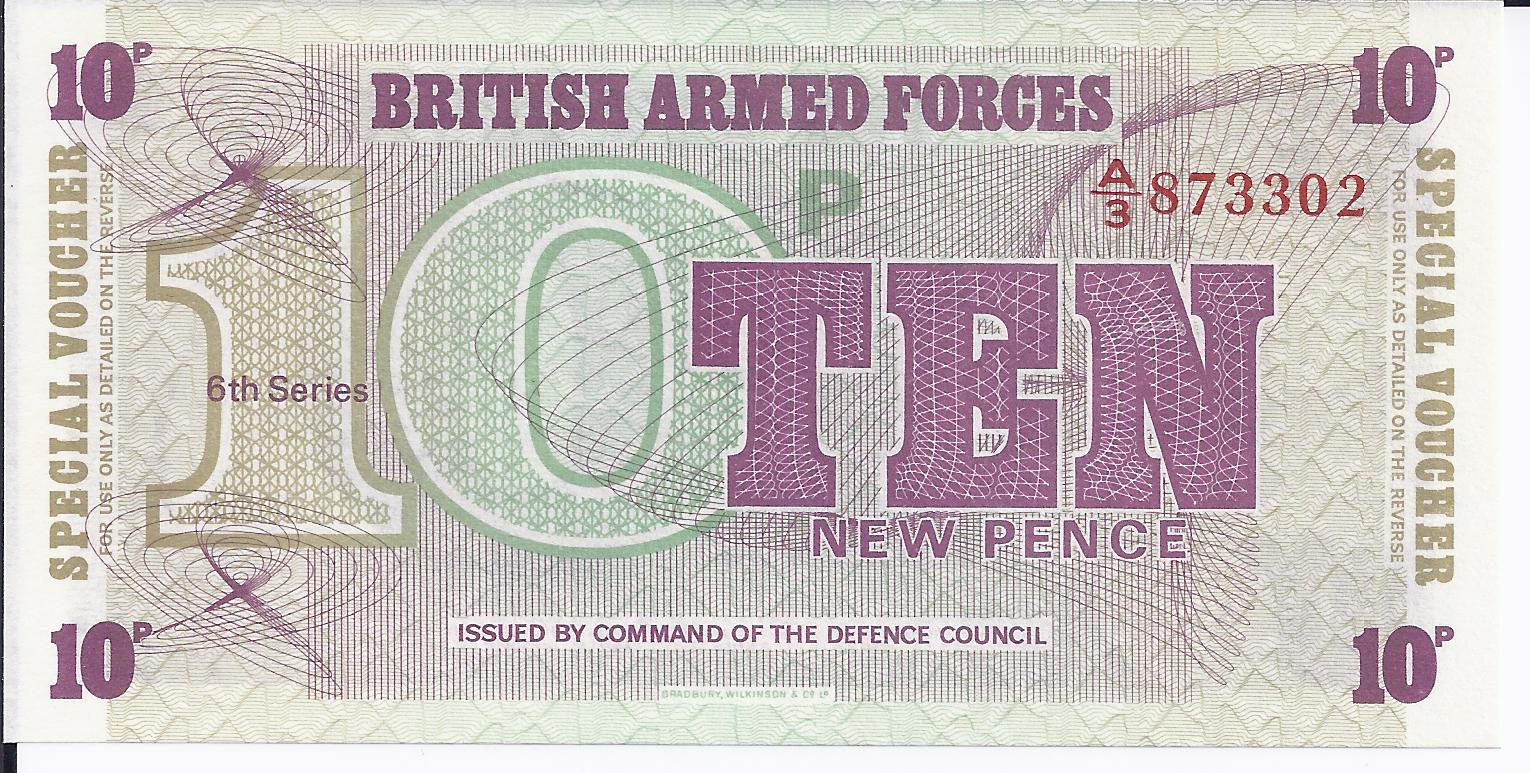 10P
10P
BRITISH ARMED FORCES
A/3 873302
10P
TEN
NEW PENCE
6th Series
ISSUED BY COMMAND OF THE DEFENCE COUNCIL
BRADBURY, WILKINSON & Cº Lº
SPECIAL VOUCHER
FOR USE ONLY AS DETAILED ON THE REVERSE
SPECIAL VOUCHER
FOR USE ONLY AS DETAILED ON THE REVERSE
10P
10P